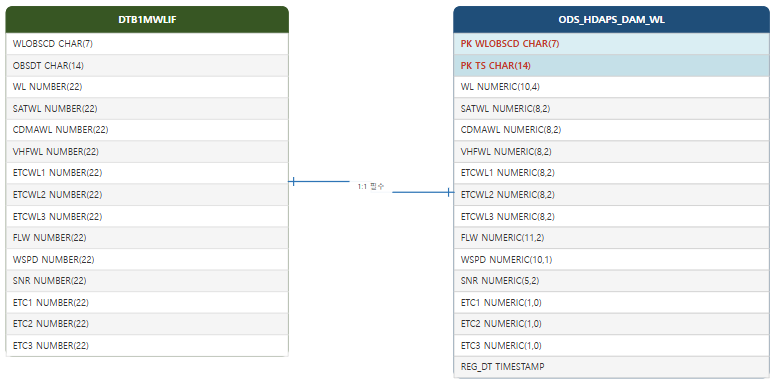 DTB1MWLIF
WLOBSCD CHAR(7)
OBSDT CHAR(14)
WL NUMBER(22)
SATWL NUMBER(22)
CDMAWL NUMBER(22)
VHFWL NUMBER(22)
ETCWL1 NUMBER(22)
ETCWL2 NUMBER(22)
ETCWL3 NUMBER(22)
FLW NUMBER(22)
WSPD NUMBER(22)
SNR NUMBER(22)
ETC1 NUMBER(22)
ETC2 NUMBER(22)
ETC3 NUMBER(22)
1:1 필수
ODS_HDAPS_DAM_WL
PK WLOBSCD CHAR(7)
PK TS CHAR(14)
WL NUMERIC(10,4)
SATWL NUMERIC(8,2)
CDMAWL NUMERIC(8,2)
VHFWL NUMERIC(8,2)
ETCWL1 NUMERIC(8,2)
ETCWL2 NUMERIC(8,2)
ETCWL3 NUMERIC(8,2)
FLW NUMERIC(11,2)
WSPD NUMERIC(10,1)
SNR NUMERIC(5,2)
ETC1 NUMERIC(1,0)
ETC2 NUMERIC(1,0)
ETC3 NUMERIC(1,0)
REG_DT TIMESTAMP